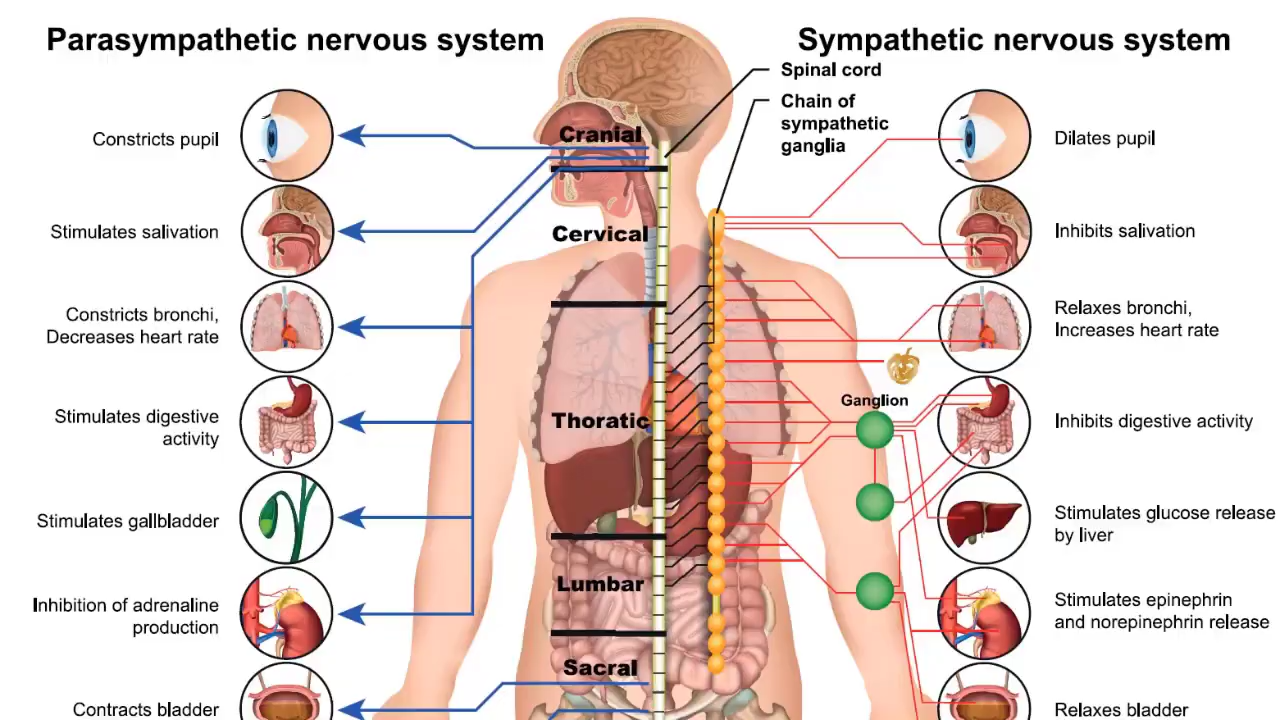 Parasympathetic nervous system
Sympathetic nervous system
Spinal cord
Chain of
sympathetic
ganglia
Cranial
Cervical
Thoratic
Lumbar
Sacral
Constricts pupil
Stimulates salivation
Constricts bronchi,
Decreases heart rate
Stimulates digestive
activity
Stimulates gallbladder
Inhibition of adrenaline
production
Contracts bladder
Ganglion
Dilates pupil
Inhibits salivation
Relaxes bronchi,
Increases heart rate
Inhibits digestive activity
Stimulates glucose release
by liver
Stimulates epinephrin
and norepinephrin release
Relaxes bladder